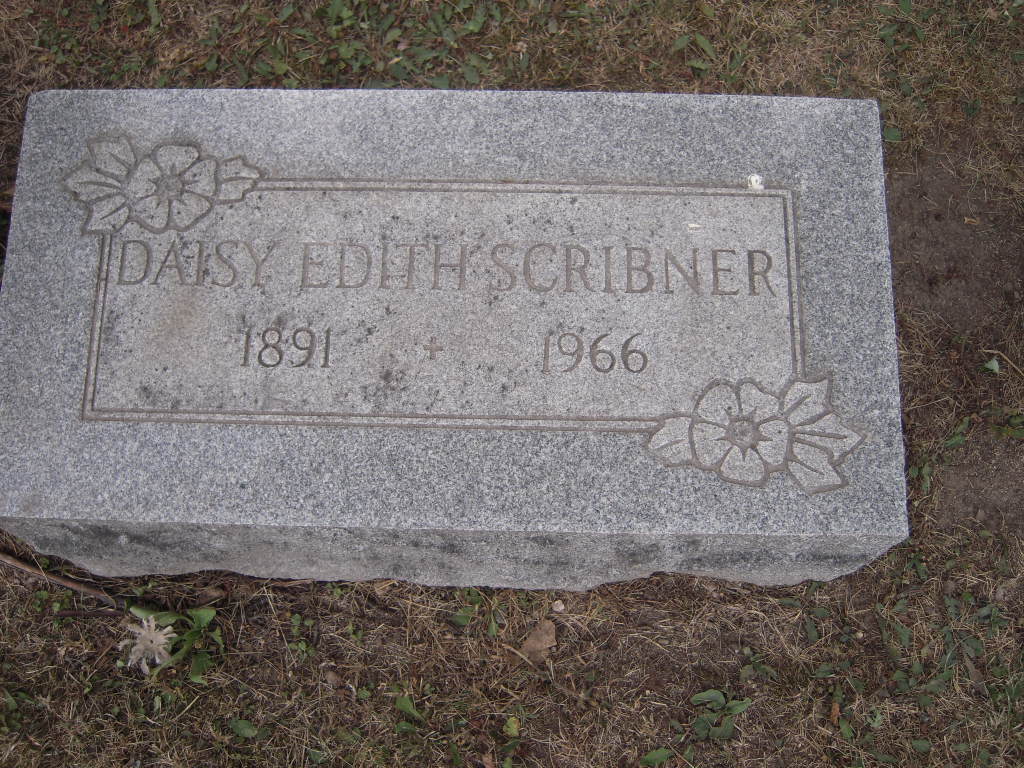 DAISY EDITH SCRIBNER
1891 + 1966